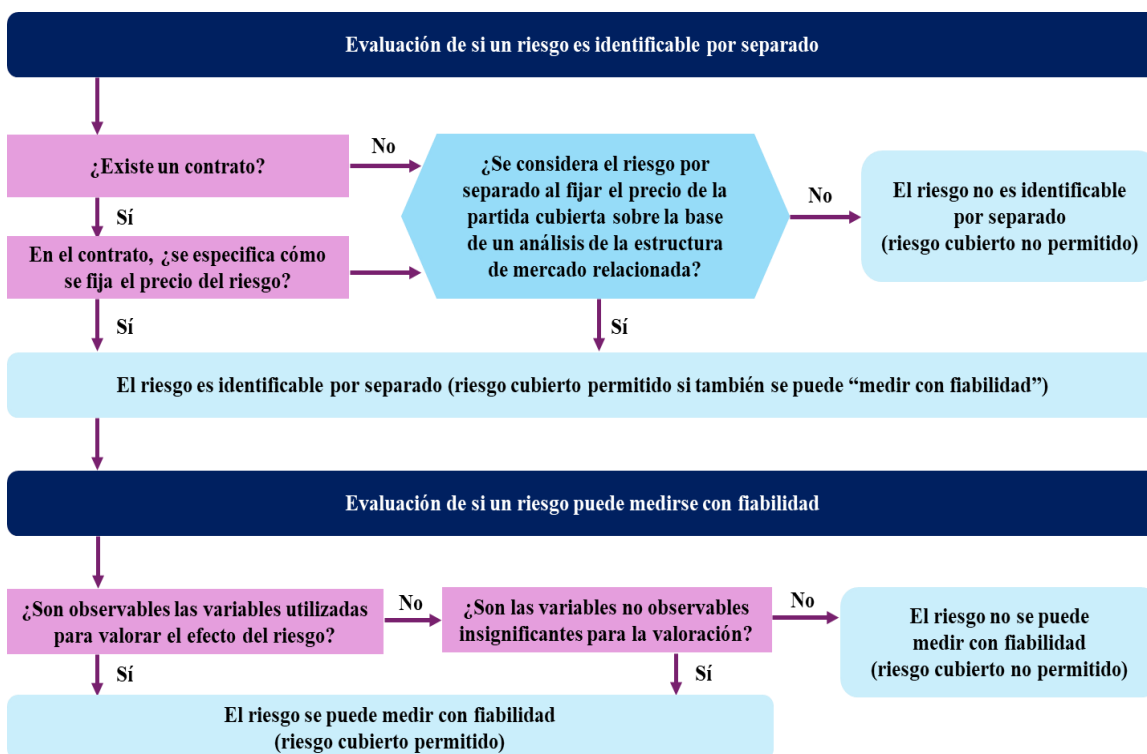 Evaluación de si un riesgo es identificable por separado
¿Existe un contrato?
No
¿Se considera el riesgo por
separado al fijar el precio de la
partida cubierta sobre la base
de un análisis de la estructura
de mercado relacionada?
No
El riesgo no es identificable
por separado
(riesgo cubierto no permitido)
Sí
En el contrato, ¿se especifica cómo
se fija el precio del riesgo?
Sí
Sí
El riesgo es identificable por separado (riesgo cubierto permitido si también se puede “medir con fiabilidad”)
Evaluación de si un riesgo puede medirse con fiabilidad
¿Son observables las variables utilizadas
para valorar el efecto del riesgo?
No
¿Son las variables no observables
insignificantes para la valoración?
No
El riesgo no se puede
medir con fiabilidad
(riesgo cubierto no permitido)
Sí
Sí
El riesgo se puede medir con fiabilidad
(riesgo cubierto permitido)